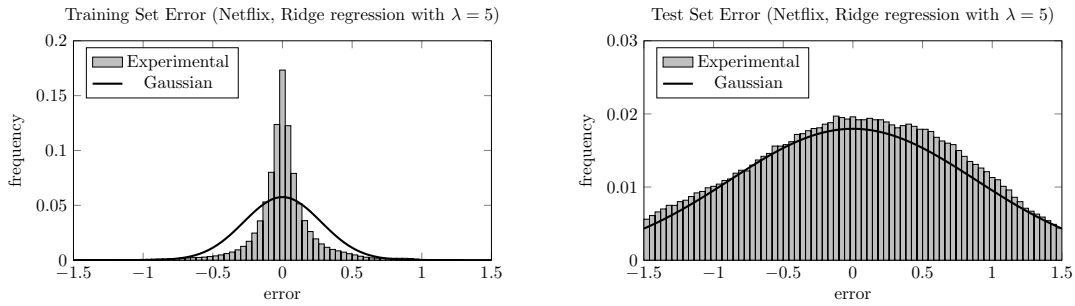 Training Set Error (Netflix, Ridge regression with λ = 5)
0.2
0.15
0.1
0.05
0
frequency
Experimental
Gaussian
−1.5 −1 −0.5 0 0.5 1 1.5
error
Test Set Error (Netflix, Ridge regression with λ = 5)
0.03
0.02
0.01
0
frequency
Experimental
Gaussian
−1.5 −1 −0.5 0 0.5 1 1.5
error